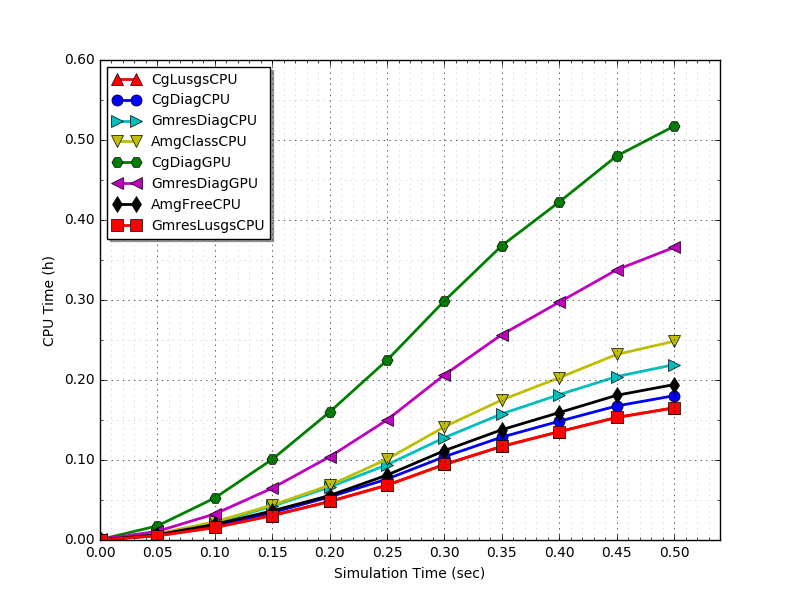 0.60
0.50
0.40
0.30
0.20
0.10
0.00
CPU Time (h)
CgLusgsCPU
CgDiagCPU
GmresDiagCPU
AmgClassCPU
CgDiagGPU
GmresDiagGPU
AmgFreeCPU
GmresLusgsCPU
0.00 0.05 0.10 0.15 0.20 0.25 0.30 0.35 0.40 0.45 0.50
Simulation Time (sec)